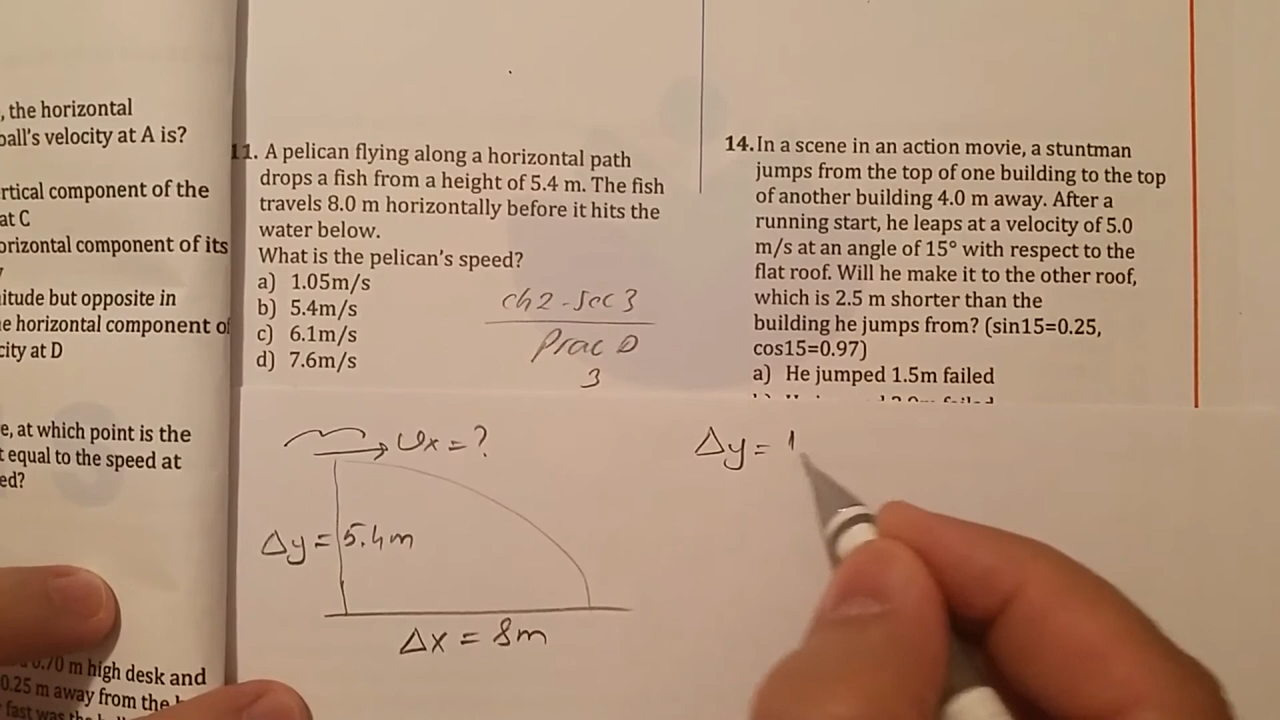 , the horizontal
ball's velocity at A is?
rtical component of the
at C
orizontal component of its
itude but opposite in
e horizontal component of
city at D
e, at which point is the
t equal to the speed at
ed?
0.70 m high desk and
0.25 m away from the
fast was the
11. A pelican flying along a horizontal path
drops a fish from a height of 5.4 m. The fish
travels 8.0 m horizontally before it hits the
water below.
What is the pelican's speed?
a) 1.05m/s
b) 5.4m/s
c) 6.1m/s
d) 7.6m/s
ch2-Sec 3
Prac D
3
14. In a scene in an action movie, a stuntman
jumps from the top of one building to the top
of another building 4.0 m away. After a
running start, he leaps at a velocity of 5.0
m/s at an angle of 15° with respect to the
flat roof. Will he make it to the other roof,
which is 2.5 m shorter than the
building he jumps from? (sin15=0.25,
cos15=0.97)
a) He jumped 1.5m failed
Ux = ?
Δy = 5.4m
Δx = 8m
Δy = 1